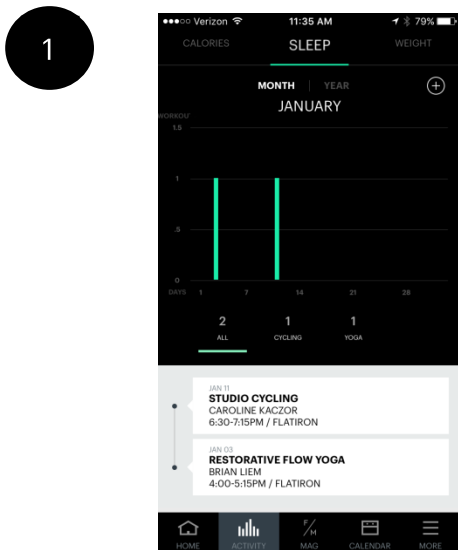 1
●●●○○ Verizon 11:35 AM 79%
CALORIES SLEEP WEIGHT
MONTH | YEAR
JANUARY
WORKOU
1.5
1
.5
0
DAYS 1 7 14 21 28
2 1 1
ALL CYCLING YOGA
JAN 11
STUDIO CYCLING
CAROLINE KACZOR
6:30-7:15PM / FLATIRON
JAN 03
RESTORATIVE FLOW YOGA
BRIAN LIEM
4:00-5:15PM / FLATIRON
F/M
HOME ACTIVITY MAG CALENDAR MORE